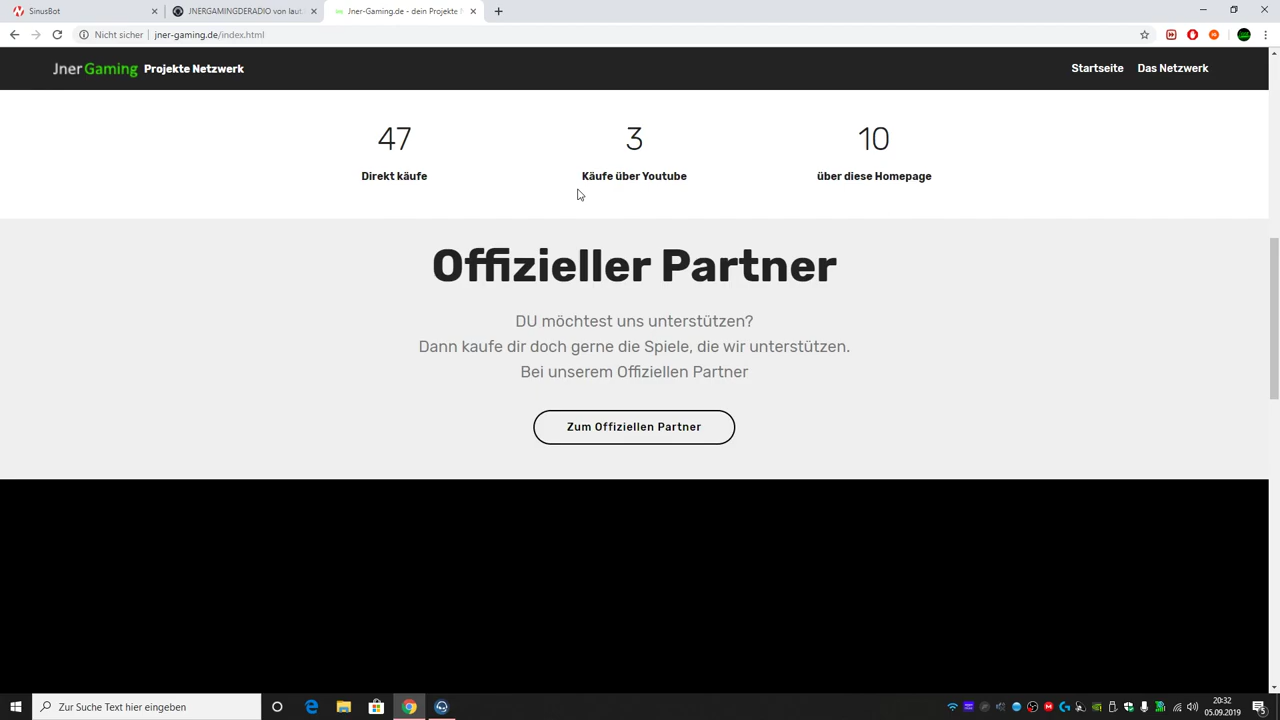 SinusBot
JNERGAMINGDERADIO von laut.
Jner-Gaming.de - dein Projekte
Nicht sicher
jner-gaming.de/index.html
JnerGaming Projekte Netzwerk
Startseite
Das Netzwerk
47
3
10
Direkt käufe
Käufe über Youtube
über diese Homepage
Offizieller Partner
DU möchtest uns unterstützen?
Dann kaufe dir doch gerne die Spiele, die wir unterstützen.
Bei unserem Offiziellen Partner
Zum Offiziellen Partner
Zur Suche Text hier eingeben
20:32
05.09.2019